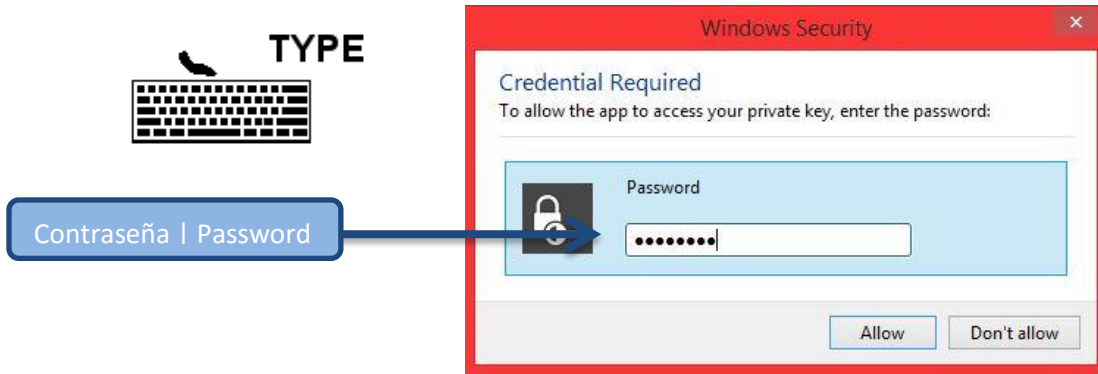 TYPE
Contraseña | Password
Windows Security
Credential Required
To allow the app to access your private key, enter the password:
Password
••••••••
Allow
Don't allow